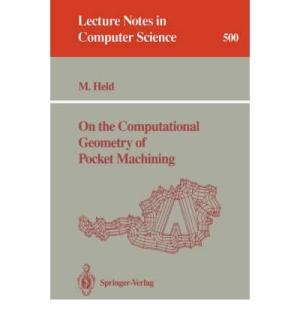 Lecture Notes in
Computer Science 500
M. Held
On the Computational
Geometry of
Pocket Machining
A
Springer-Verlag